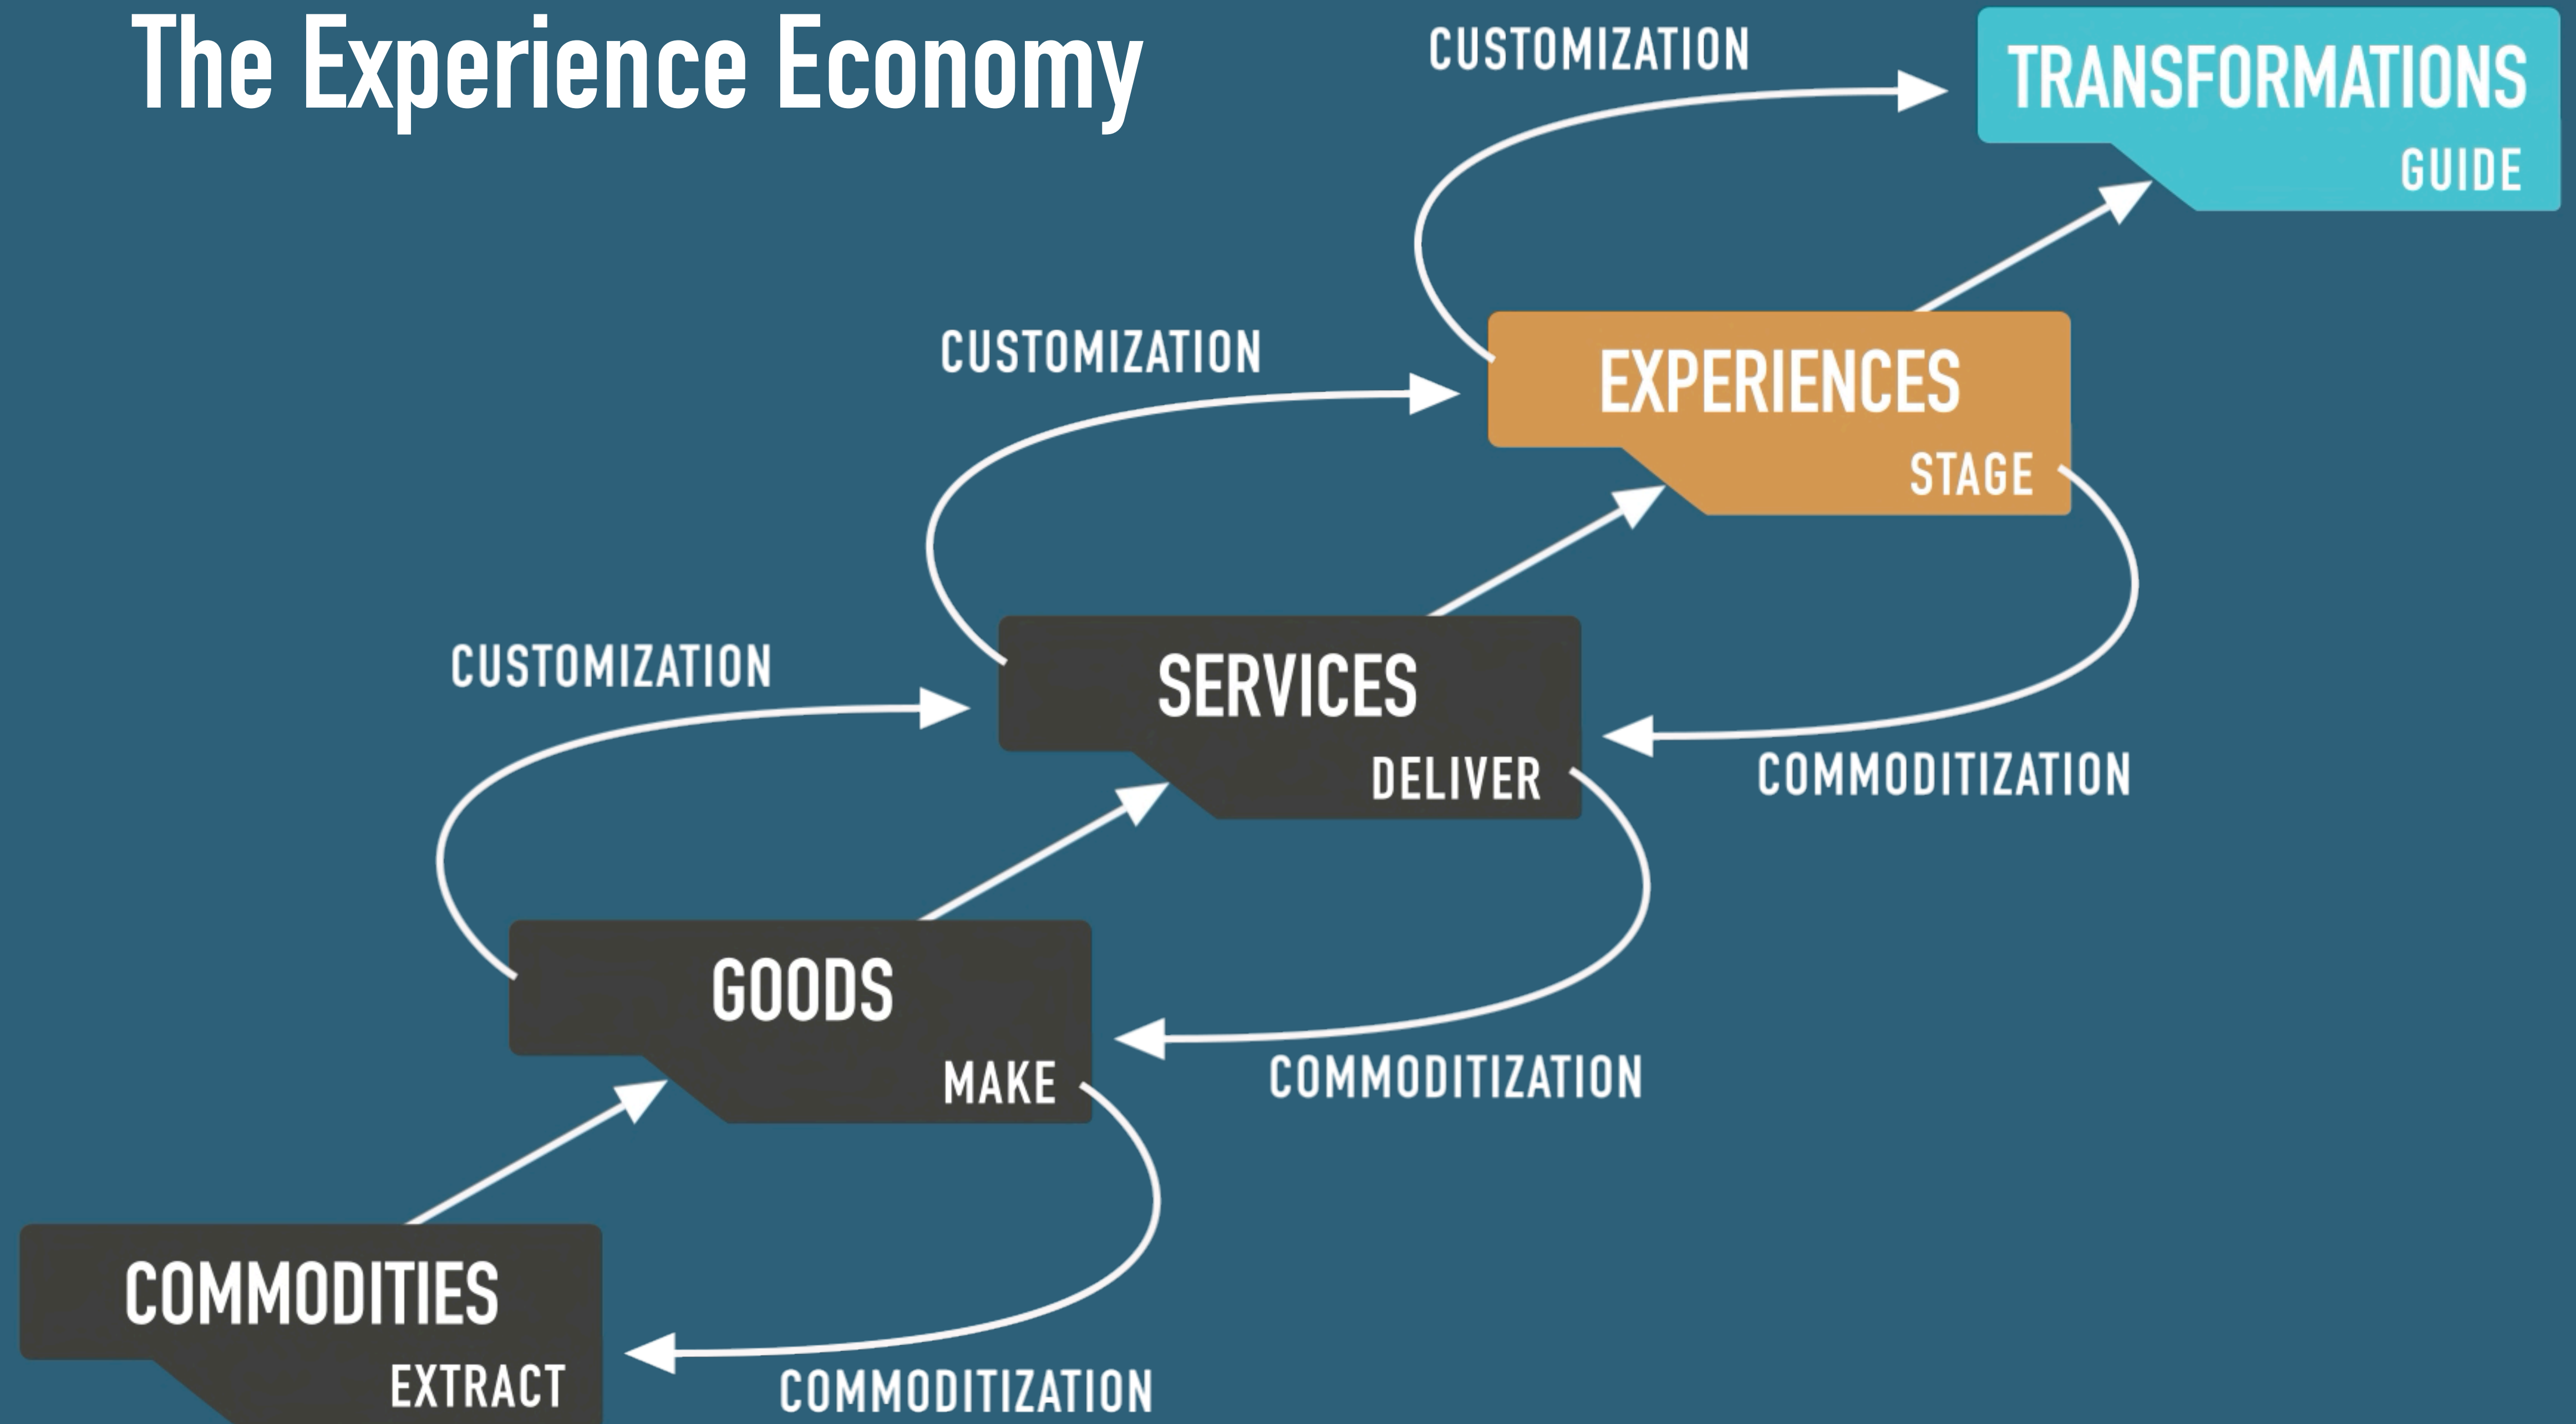 The Experience Economy
CUSTOMIZATION
TRANSFORMATIONS
GUIDE
CUSTOMIZATION
EXPERIENCES
STAGE
CUSTOMIZATION
SERVICES
DELIVER
COMMODITIZATION
GOODS
MAKE
COMMODITIZATION
COMMODITIES
EXTRACT
COMMODITIZATION